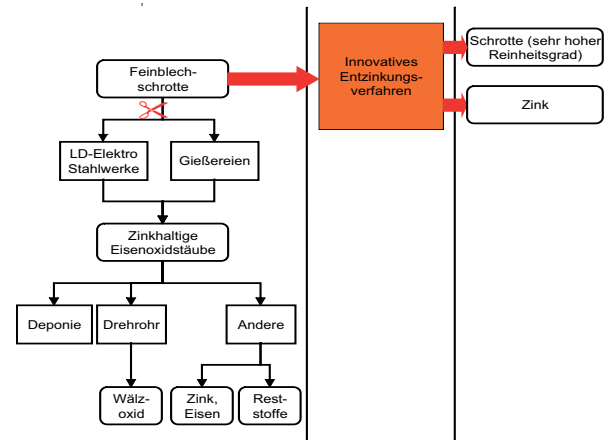 Feinblech-
schrotte
Innovatives
Entzinkungs-
verfahren
Schrotte (sehr hoher
Reinheitsgrad)
Zink
LD-Elektro
Stahlwerke
Gießereien
Zinkhaltige
Eisenoxidstäube
Deponie
Drehrohr
Andere
Wälz-
oxid
Zink,
Eisen
Rest-
stoffe